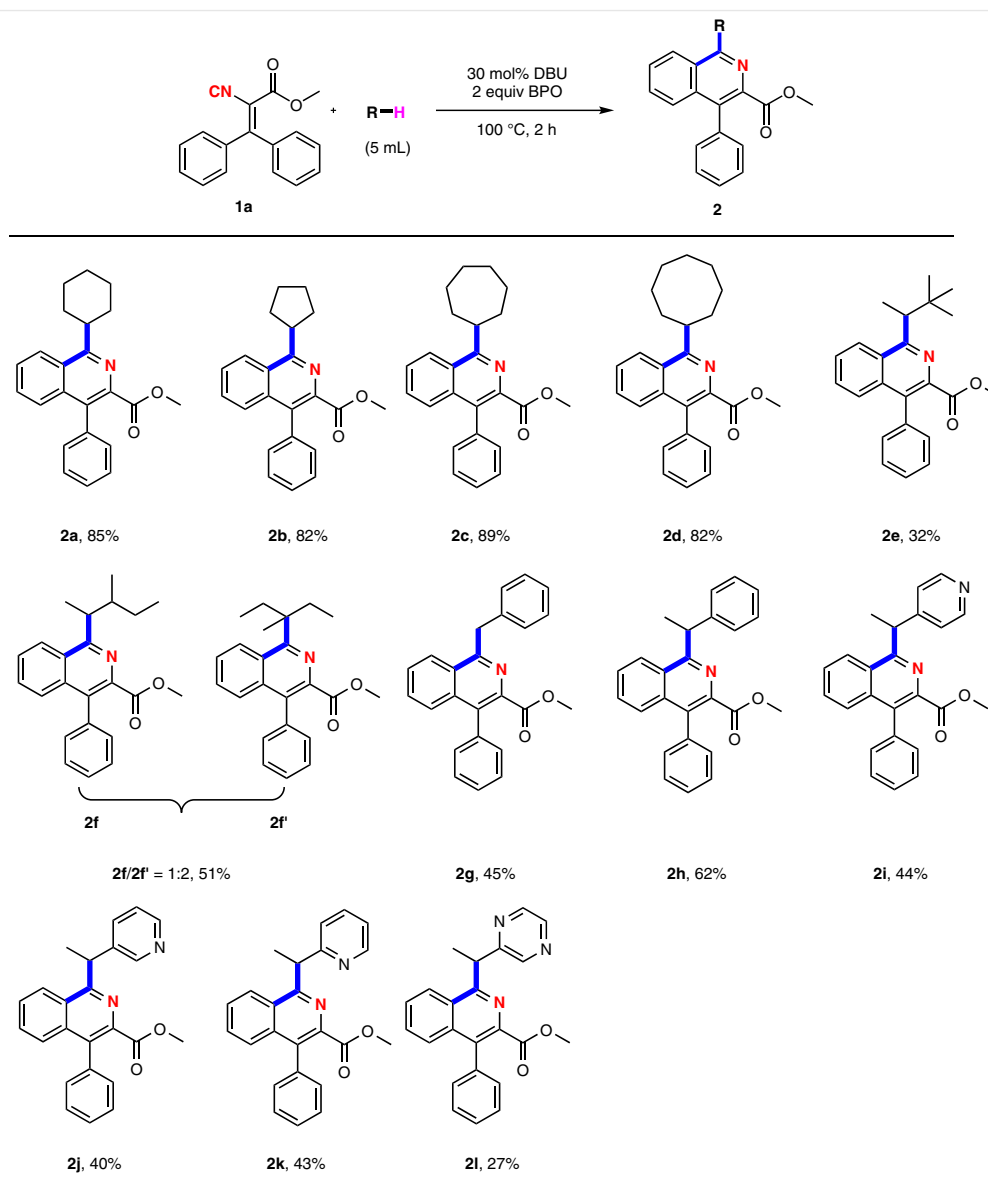 R
30 mol% DBU
2 equiv BPO
100 °C, 2 h
CN
O
O
+
R H
(5 mL)
N
O
O
1a
2
N
O
O
N
O
O
N
O
O
N
O
O
N
O
O
2a, 85%
2b, 82%
2c, 89%
2d, 82%
2e, 32%
N
O
O
N
O
O
N
O
O
N
O
O
N
N
O
O
2f
2f'
2f/2f' = 1:2, 51%
2g, 45%
2h, 62%
2i, 44%
N
N
O
O
N
N
O
O
N
N
N
O
O
2j, 40%
2k, 43%
2l, 27%